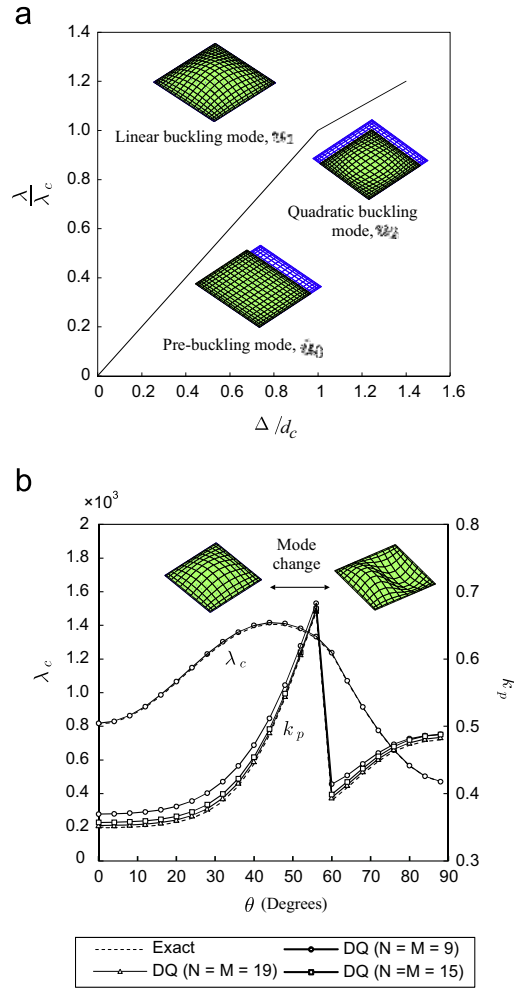 a
1.2
1.0
0.8
0.6
0.4
0.2
0
λ/λc
Linear buckling mode,
Quadratic buckling
mode,
Pre-buckling mode,
0 0.2 0.4 0.6 0.8 1 1.2 1.4 1.6
Δ/dc
b
×10³
2
1.8
1.6
1.4
1.2
1
0.8
0.6
0.4
0.2
0
λc
Mode
change
λc
kp
0.8
0.7
0.6
0.5
0.4
0.3
kp
0 10 20 30 40 50 60 70 80 90
θ (Degrees)
Exact
DQ (N = M = 9)
DQ (N = M = 19)
DQ (N =M = 15)